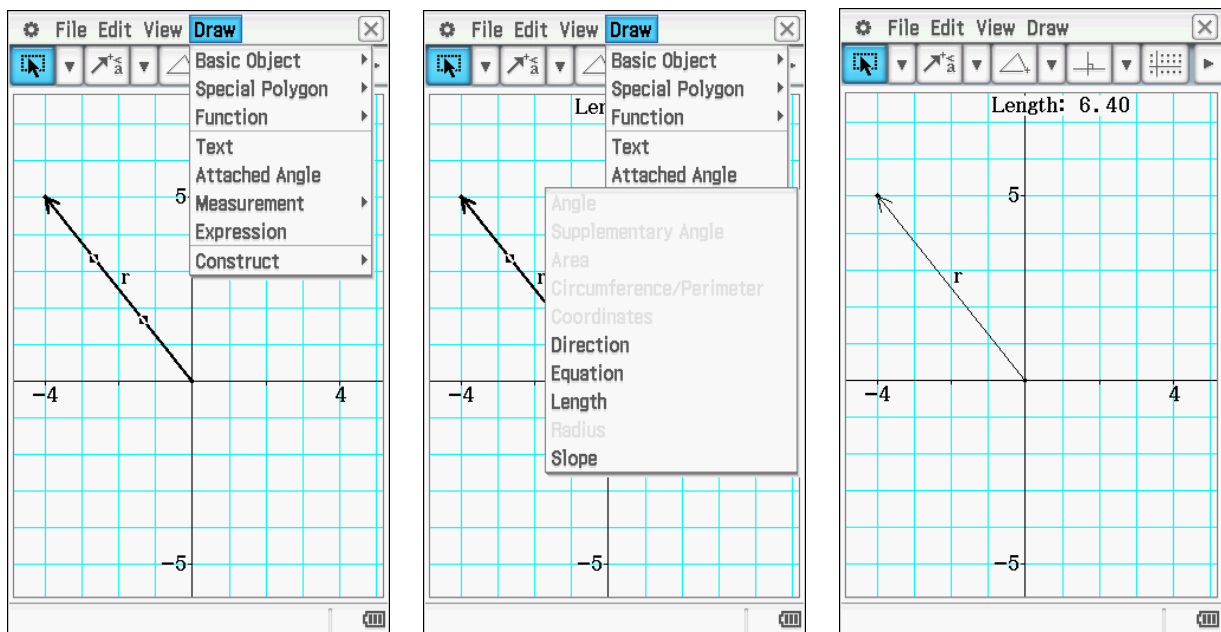 File Edit View Draw
a
Basic Object
Special Polygon
Function
Text
Attached Angle
Measurement
Expression
Construct
5
r
-4
4
-5
File Edit View Draw
a
Basic Object
Special Polygon
Function
Text
Attached Angle
Len
Angle
Supplementary Angle
Area
Circumference/Perimeter
Coordinates
Direction
Equation
Length
Radius
Slope
r
-4
-5
File Edit View Draw
a
Length: 6.40
5
r
-4
4
-5